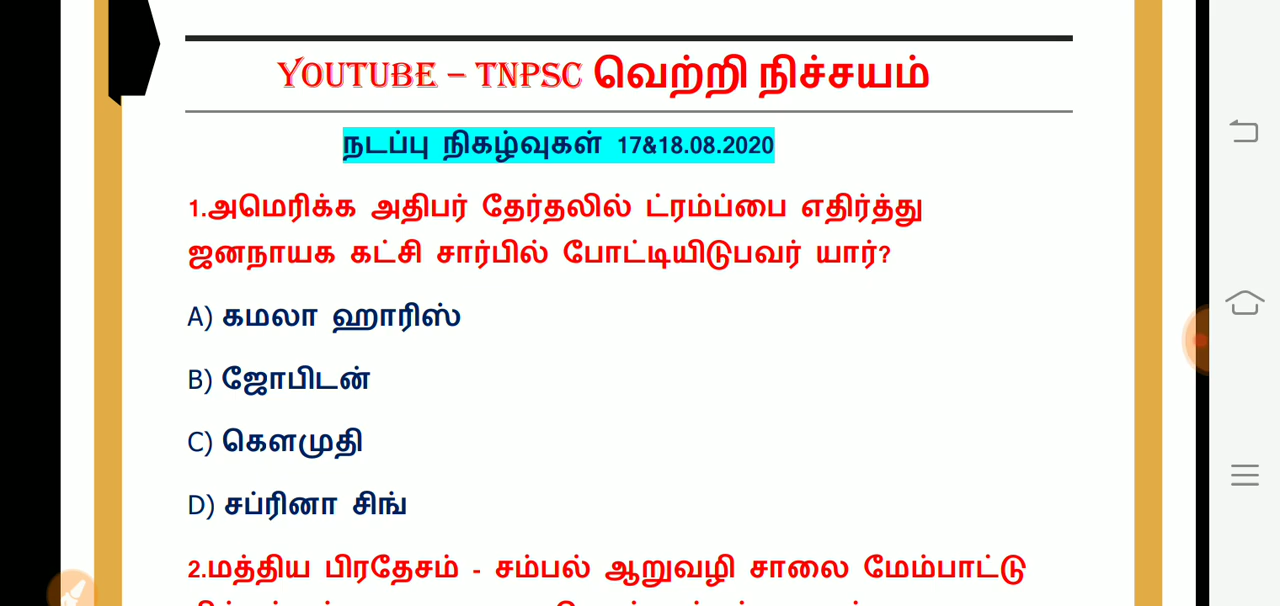 YOUTUBE – TNPSC வெற்றி நிச்சயம்
நடப்பு நிகழ்வுகள் 17&18.08.2020
1.அமெரிக்க அதிபர் தேர்தலில் ட்ரம்ப்பை எதிர்த்து
ஜனநாயக கட்சி சார்பில் போட்டியிடுபவர் யார்?
A) கமலா ஹாரிஸ்
B) ஜோபிடன்
C) கௌமுதி
D) சப்ரினா சிங்
2.மத்திய பிரதேசம் - சம்பல் ஆறுவழி சாலை மேம்பாட்டு